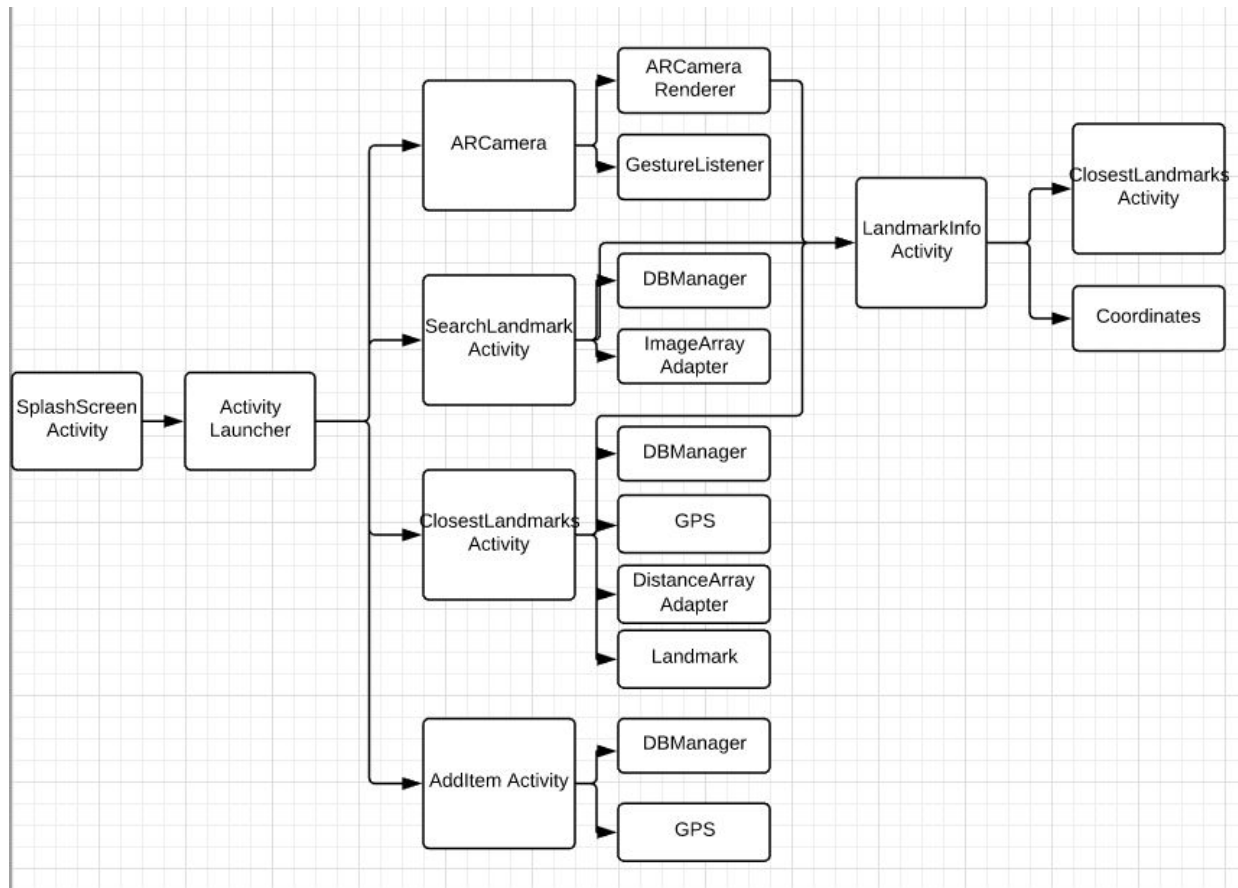 SplashScreen
Activity
Activity
Launcher
ARCamera
ARCamera
Renderer
GestureListener
SearchLandmark
Activity
DBManager
ImageArray
Adapter
ClosestLandmarks
Activity
DBManager
GPS
DistanceArray
Adapter
Landmark
AddItem Activity
DBManager
GPS
LandmarkInfo
Activity
ClosestLandmarks
Activity
Coordinates